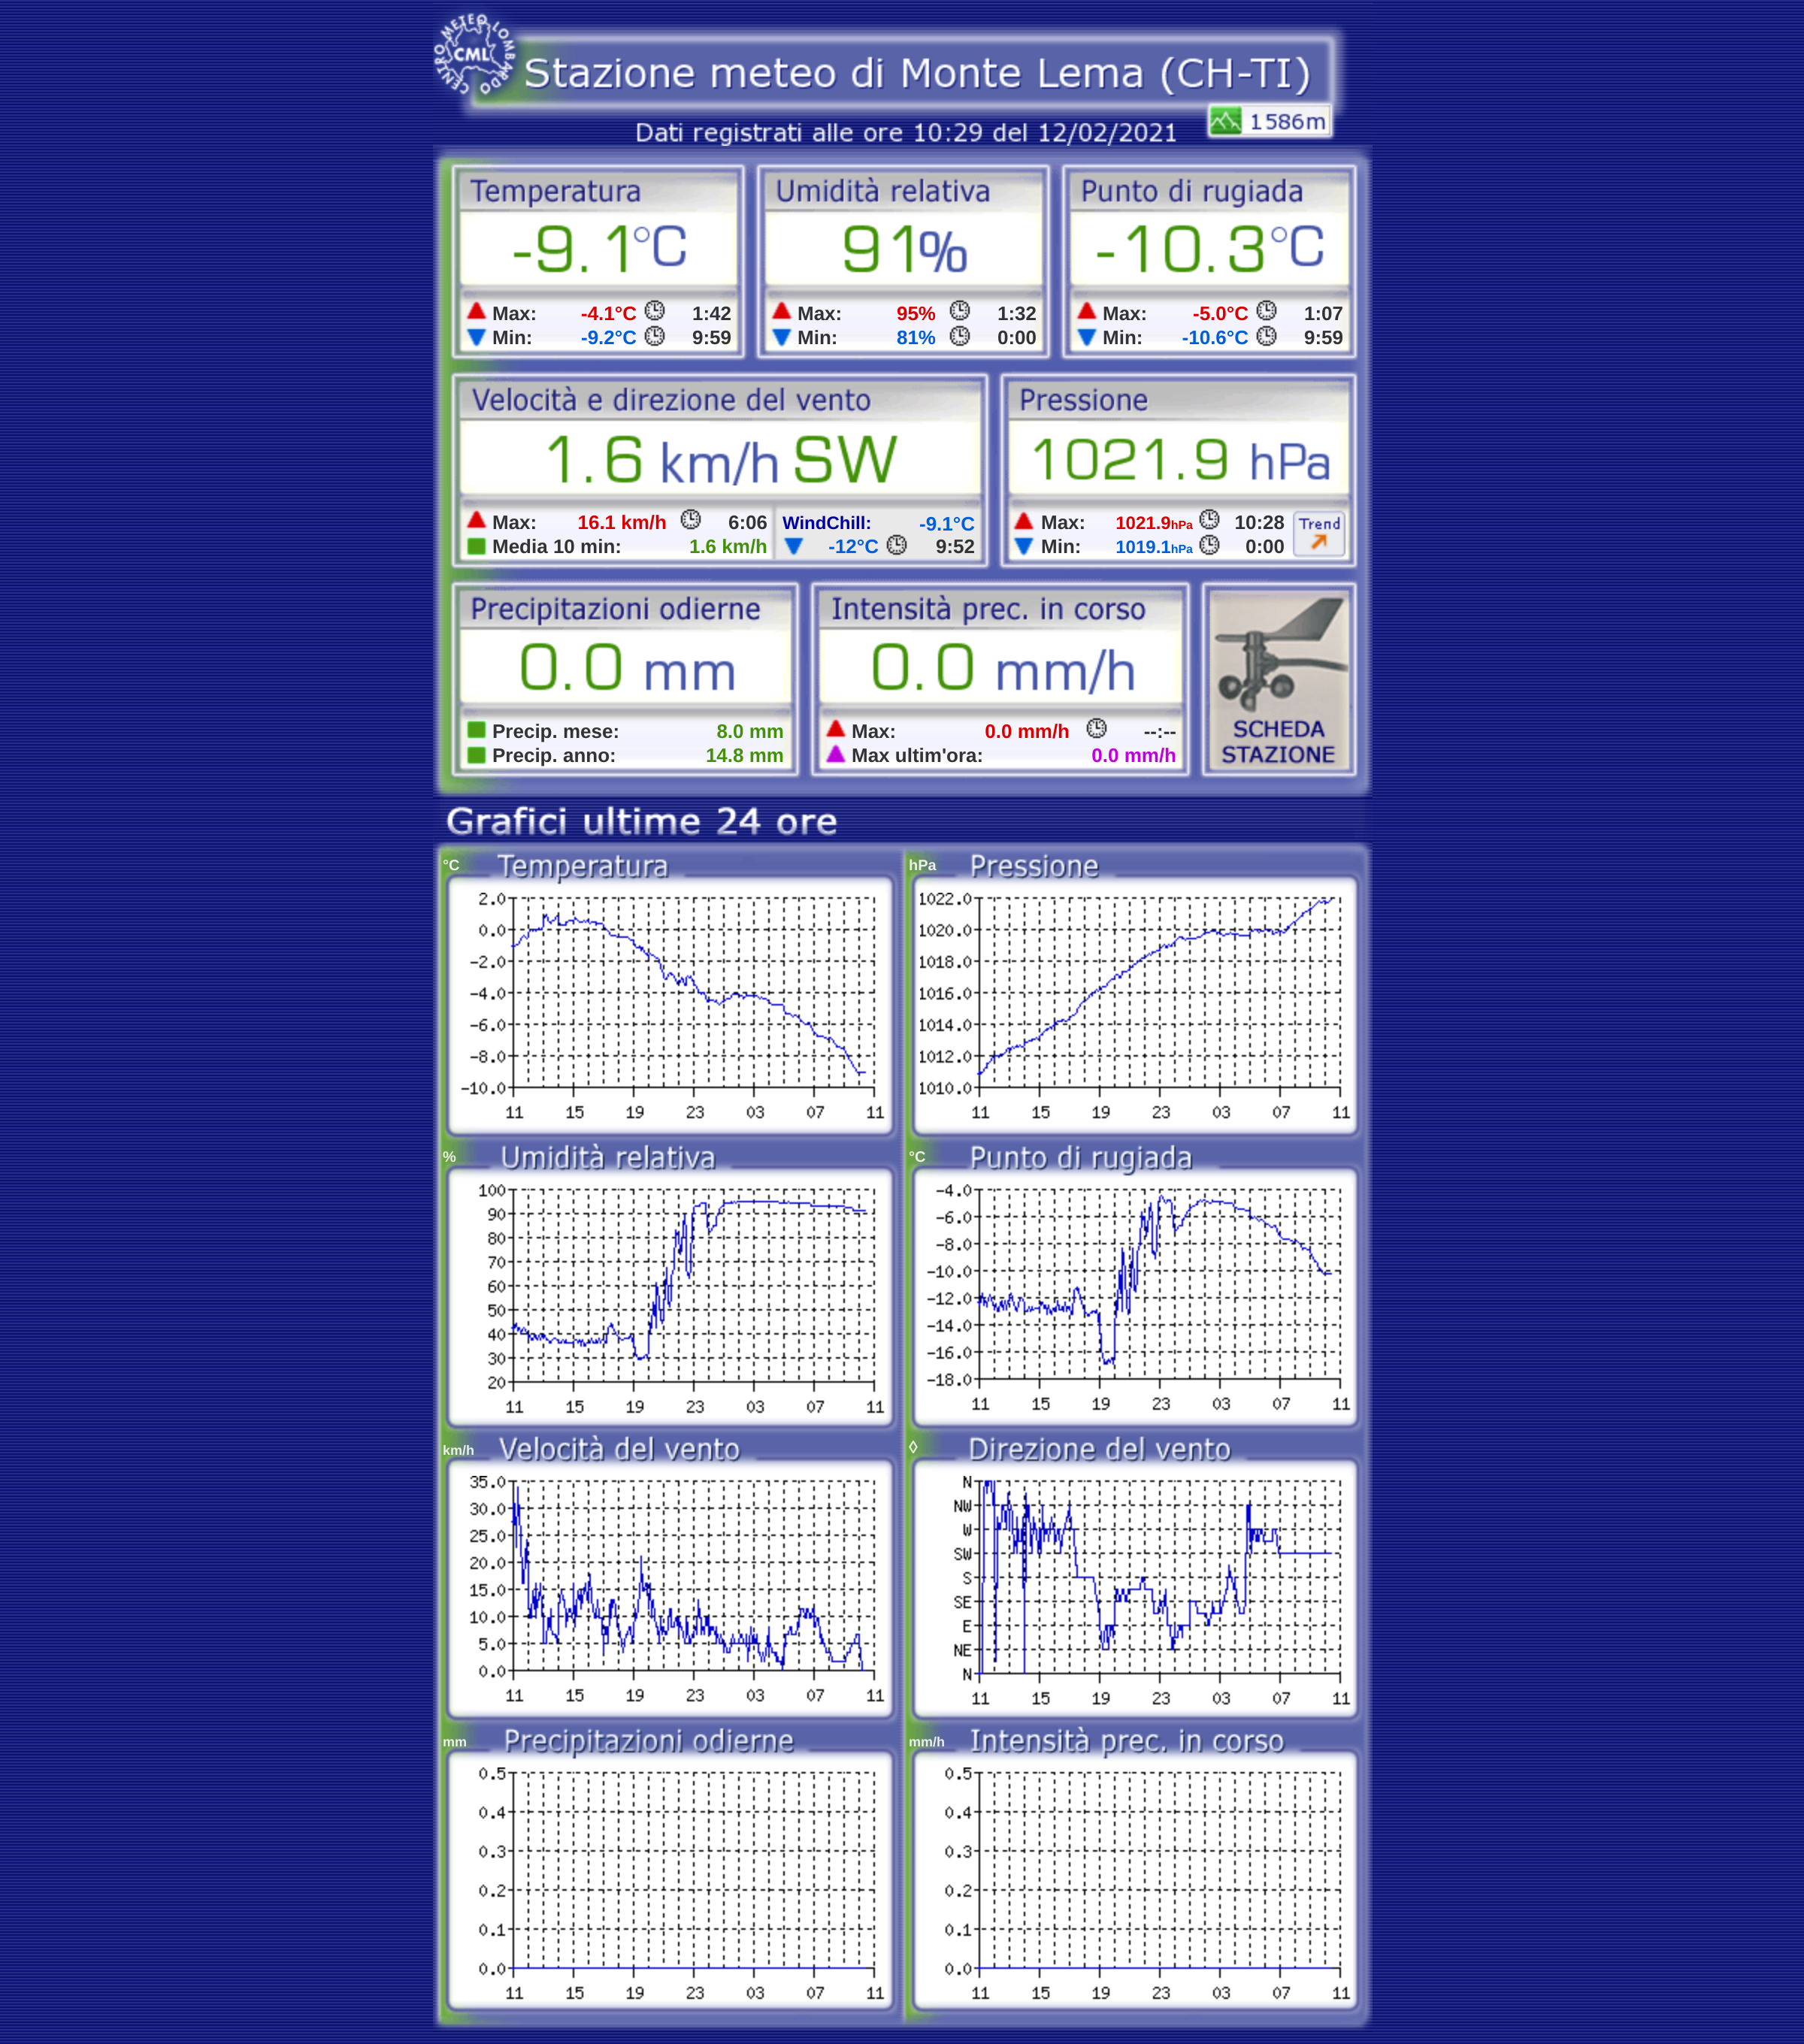 CENTRO METEO LOMBARDO
CML
Stazione meteo di Monte Lema (CH-TI)
1586m
Dati registrati alle ore 10:29 del 12/02/2021
Temperatura Umidità relativa Punto di rugiada
-9.1°C 91% -10.3°C
Max: -4.1°C 1:42 Max: 95% 1:32 Max: -5.0°C 1:07
Min: -9.2°C 9:59 Min: 81% 0:00 Min: -10.6°C 9:59
Velocità e direzione del vento Pressione
1.6 km/h SW 1021.9 hPa
Max: 16.1 km/h 6:06 WindChill: -9.1°C Max: 1021.9hPa 10:28 Trend
Media 10 min: 1.6 km/h -12°C 9:52 Min: 1019.1hPa 0:00
Precipitazioni odierne Intensità prec. in corso
0.0 mm 0.0 mm/h
Precip. mese: 8.0 mm Max: 0.0 mm/h --:-- SCHEDA
Precip. anno: 14.8 mm Max ultim'ora: 0.0 mm/h STAZIONE
Grafici ultime 24 ore
°C Temperatura
2.0
0.0
-2.0
-4.0
-6.0
-8.0
-10.0
11 15 19 23 03 07 11
hPa Pressione
1022.0
1020.0
1018.0
1016.0
1014.0
1012.0
1010.0
11 15 19 23 03 07 11
% Umidità relativa
100
90
80
70
60
50
40
30
20
11 15 19 23 03 07 11
°C Punto di rugiada
-4.0
-6.0
-8.0
-10.0
-12.0
-14.0
-16.0
-18.0
11 15 19 23 03 07 11
km/h Velocità del vento
35.0
30.0
25.0
20.0
15.0
10.0
5.0
0.0
11 15 19 23 03 07 11
◊ Direzione del vento
N
NW
W
SW
S
SE
E
NE
N
11 15 19 23 03 07 11
mm Precipitazioni odierne
0.5
0.4
0.3
0.2
0.1
0.0
11 15 19 23 03 07 11
mm/h Intensità prec. in corso
0.5
0.4
0.3
0.2
0.1
0.0
11 15 19 23 03 07 11